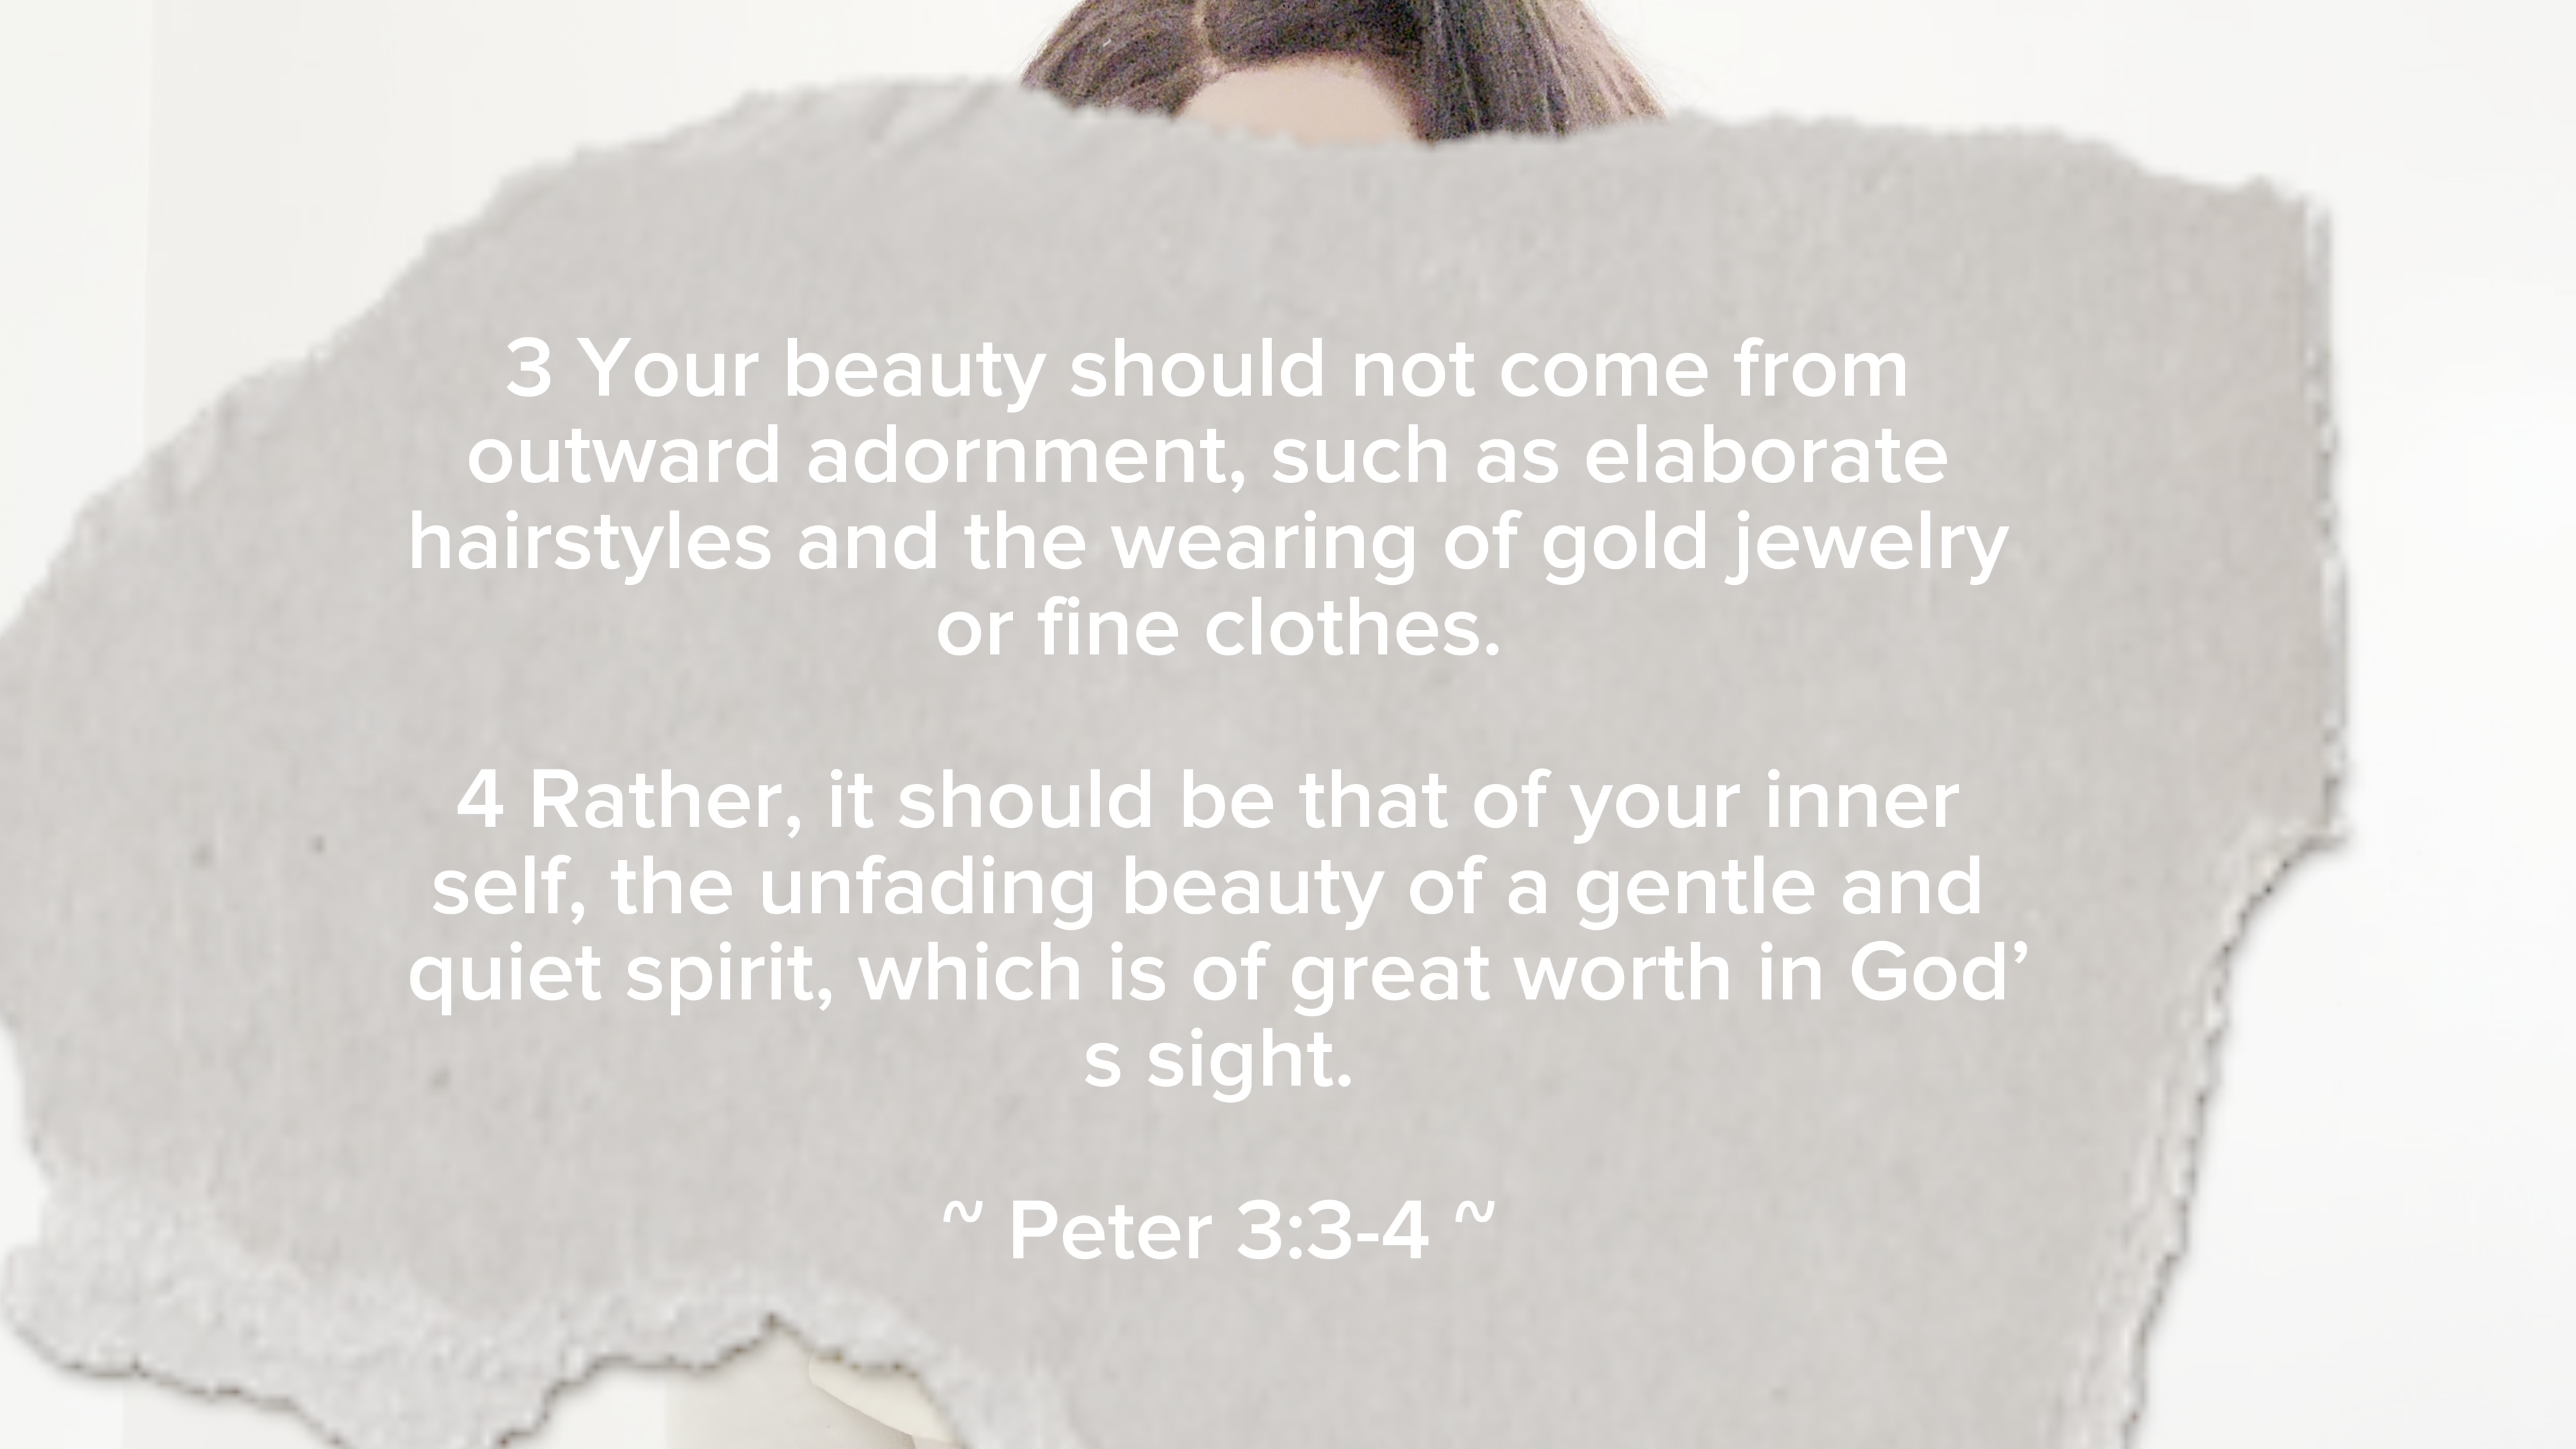 3 Your beauty should not come from
outward adornment, such as elaborate
hairstyles and the wearing of gold jewelry
or fine clothes.
4 Rather, it should be that of your inner
self, the unfading beauty of a gentle and
quiet spirit, which is of great worth in God’
s sight.
~ Peter 3:3-4 ~